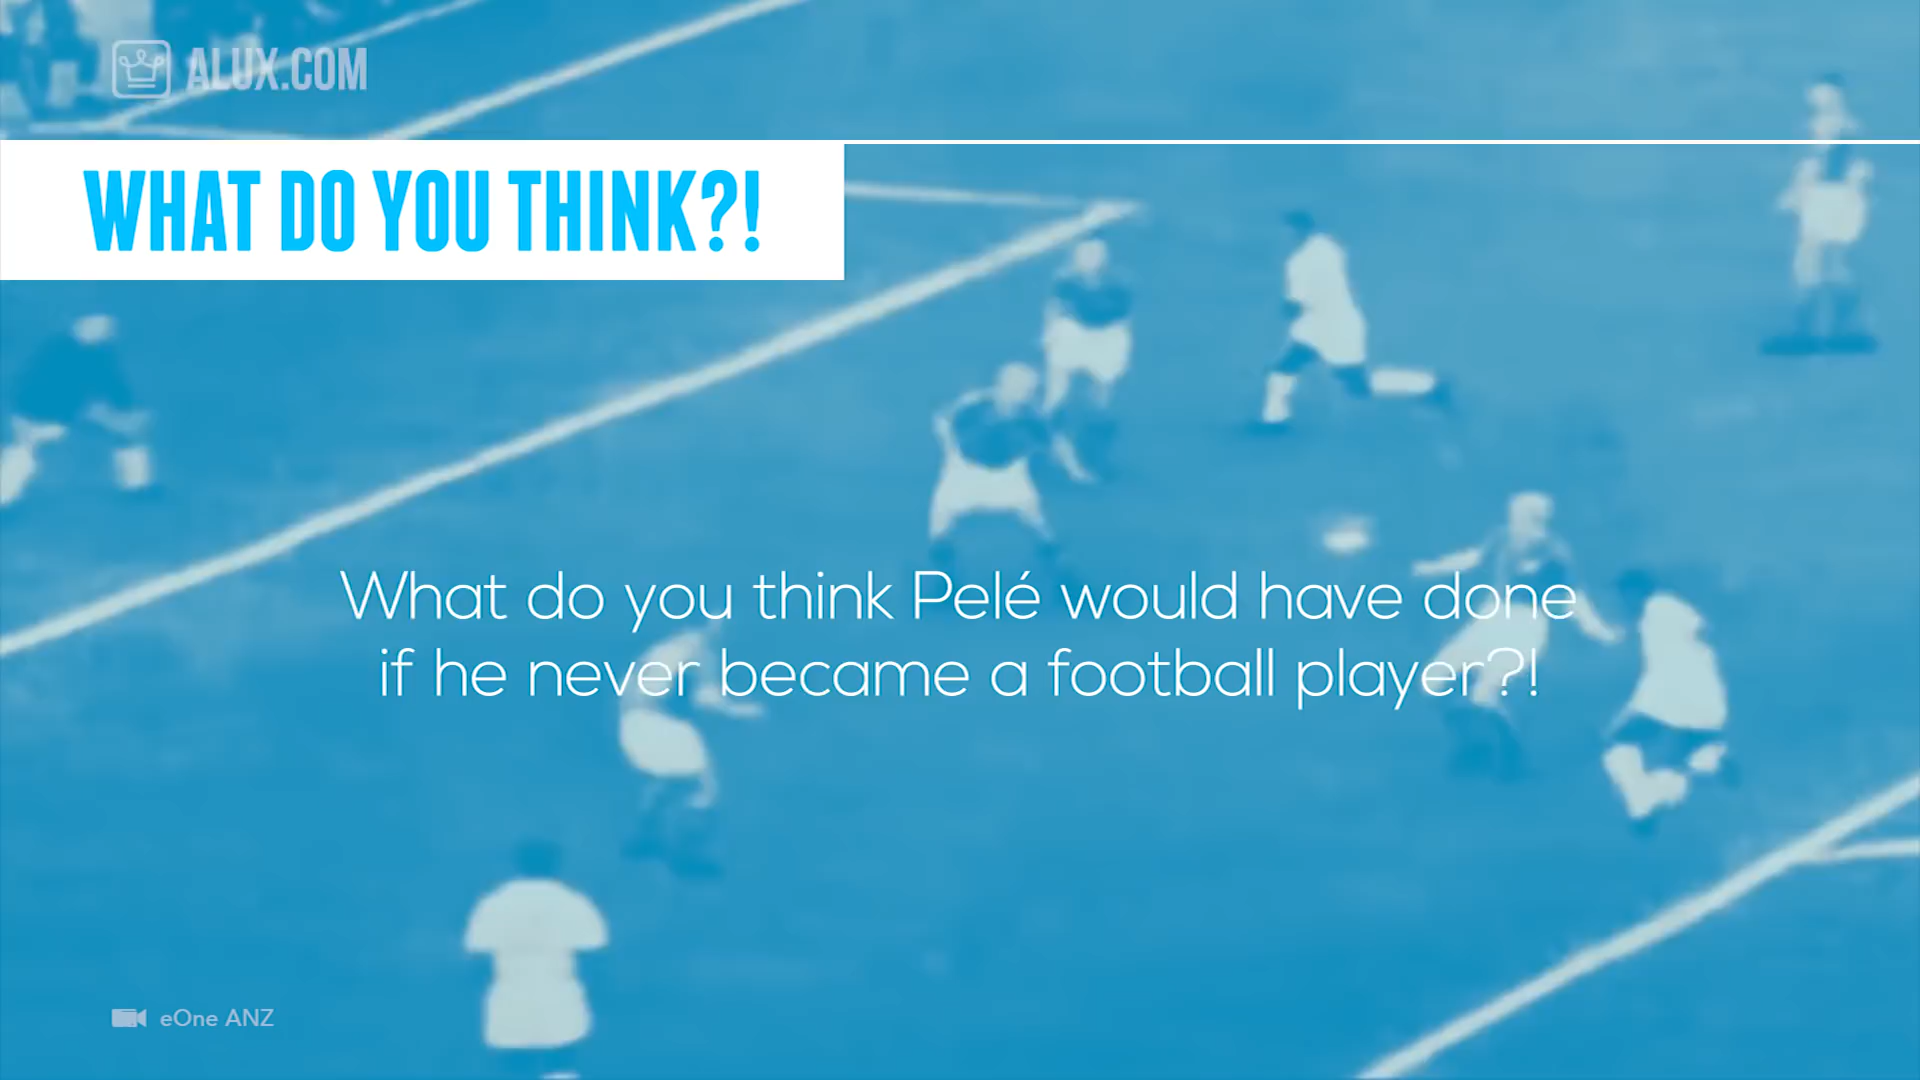 ALUX.COM
WHAT DO YOU THINK?!
What do you think Pelé would have done
if he never became a football player?!
eOne ANZ